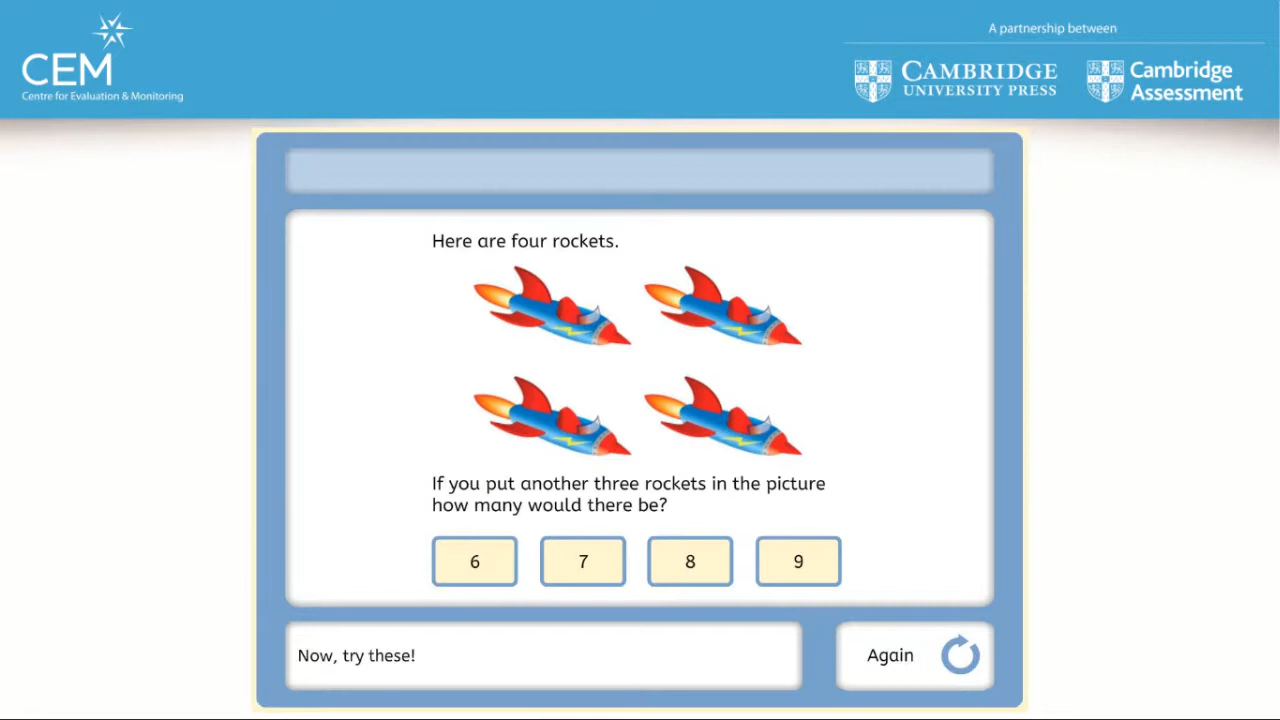 CEM
Centre for Evaluation & Monitoring
A partnership between
CAMBRIDGE
UNIVERSITY PRESS
Cambridge
Assessment
Here are four rockets.
If you put another three rockets in the picture
how many would there be?
6 7 8 9
Now, try these!
Again